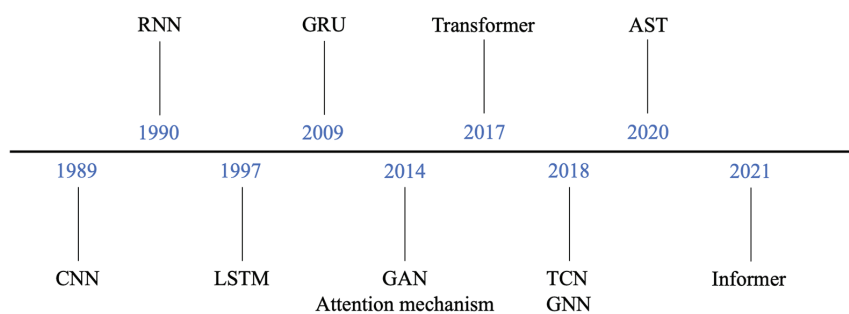 RNN GRU Transformer AST
1990 2009 2017 2020
1989 1997 2014 2018 2021
CNN LSTM GAN TCN Informer
Attention mechanism GNN